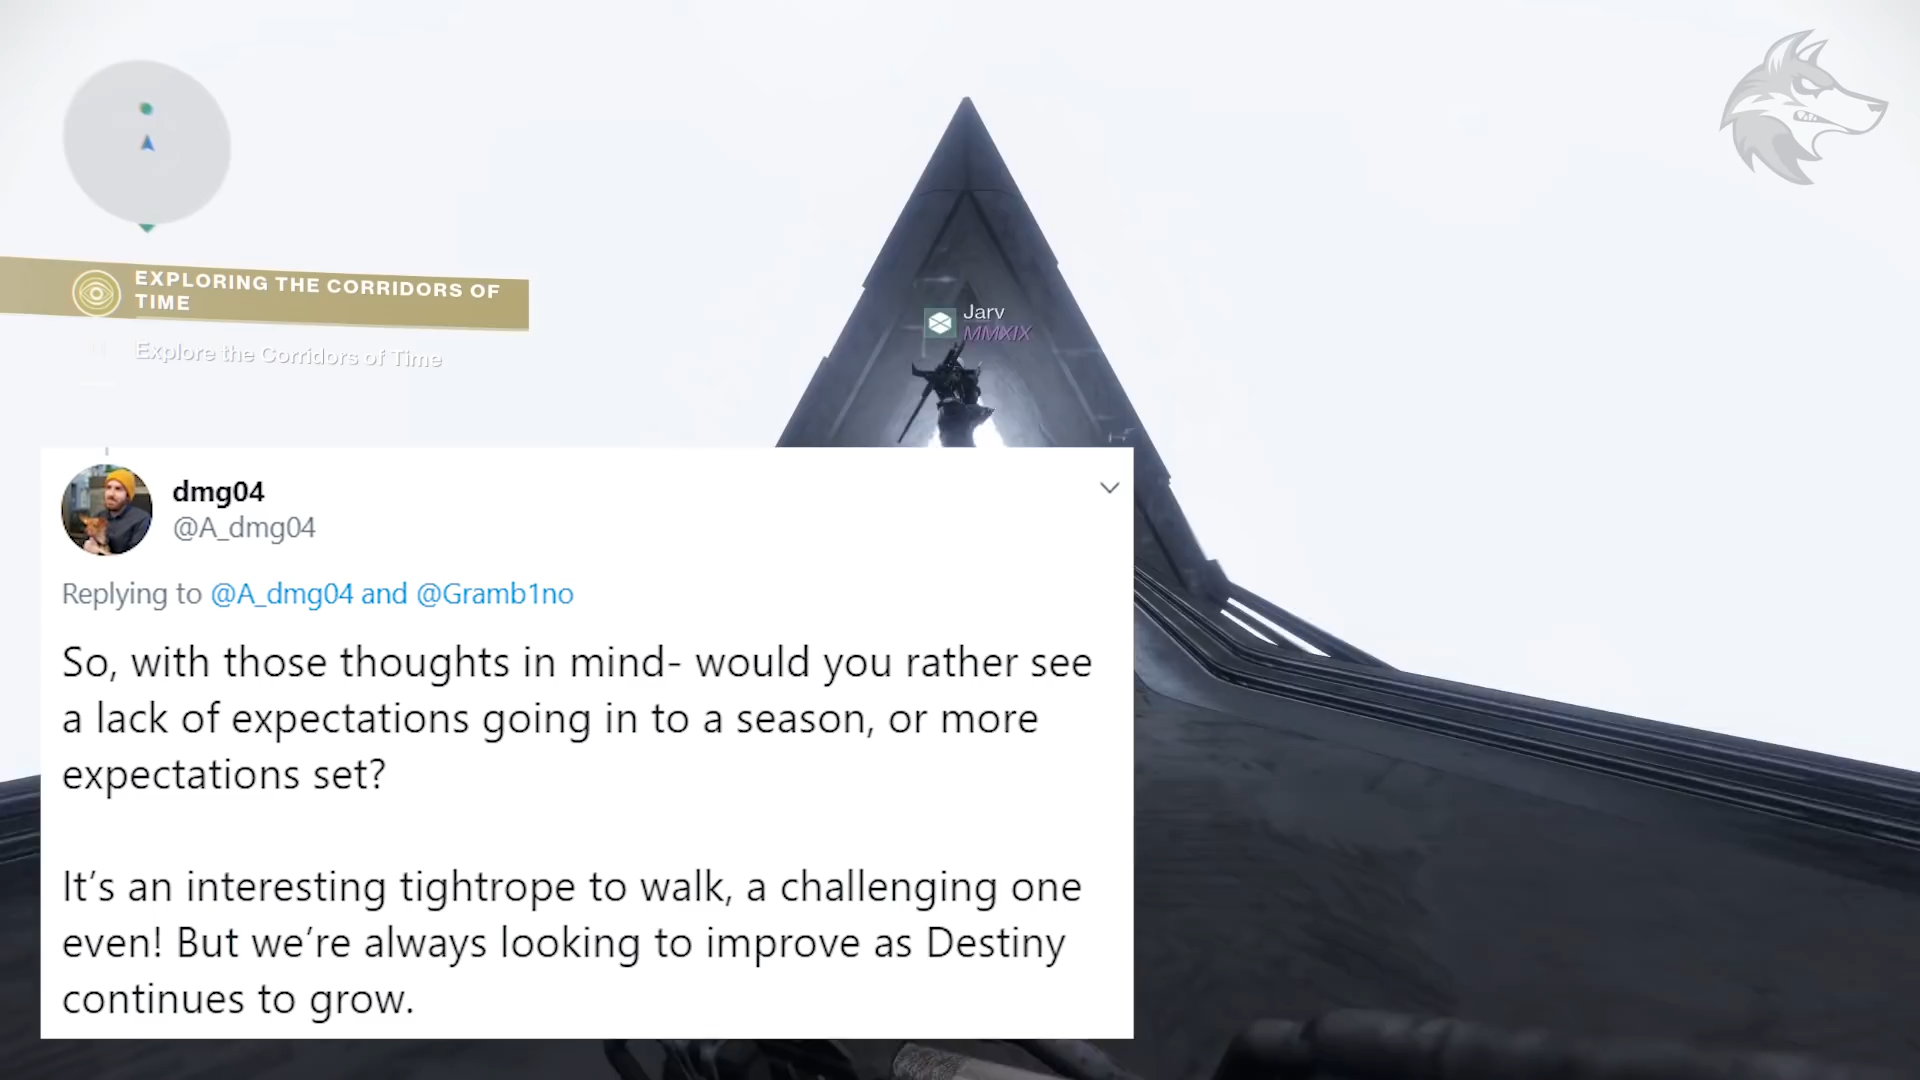 EXPLORING THE CORRIDORS OF
TIME
Explore the Corridors of Time
Jarv
MMXIX
dmg04
@A_dmg04
Replying to @A_dmg04 and @Gramb1no
So, with those thoughts in mind- would you rather see
a lack of expectations going in to a season, or more
expectations set?
It’s an interesting tightrope to walk, a challenging one
even! But we’re always looking to improve as Destiny
continues to grow.